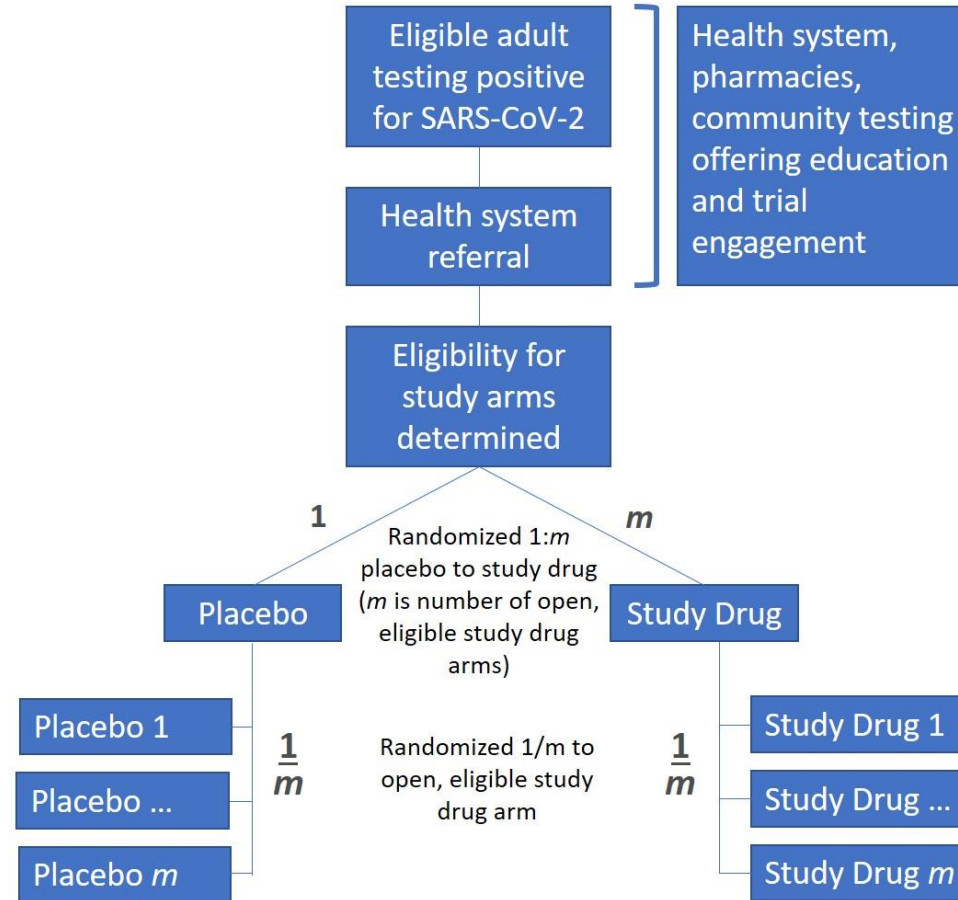 Eligible adult
testing positive
for SARS-CoV-2
Health system,
pharmacies,
community testing
offering education
and trial
engagement
Health system
referral
Eligibility for
study arms
determined
1
m
Randomized 1:m
placebo to study drug
(m is number of open,
eligible study drug
arms)
Placebo
Study Drug
Placebo 1
Placebo ...
Placebo m
1
m
Randomized 1/m to
open, eligible study
drug arm
1
m
Study Drug 1
Study Drug ...
Study Drug m